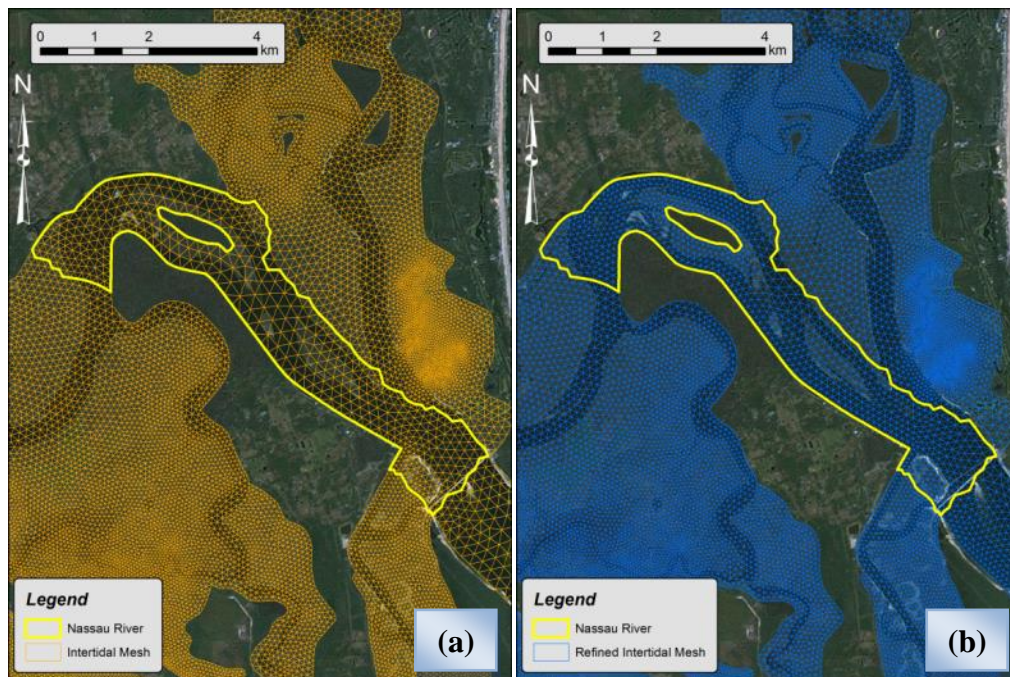 0 1 2 4
km
N
Legend
Nassau River
Intertidal Mesh
(a)
0 1 2 4
km
N
Legend
Nassau River
Refined Intertidal Mesh
(b)